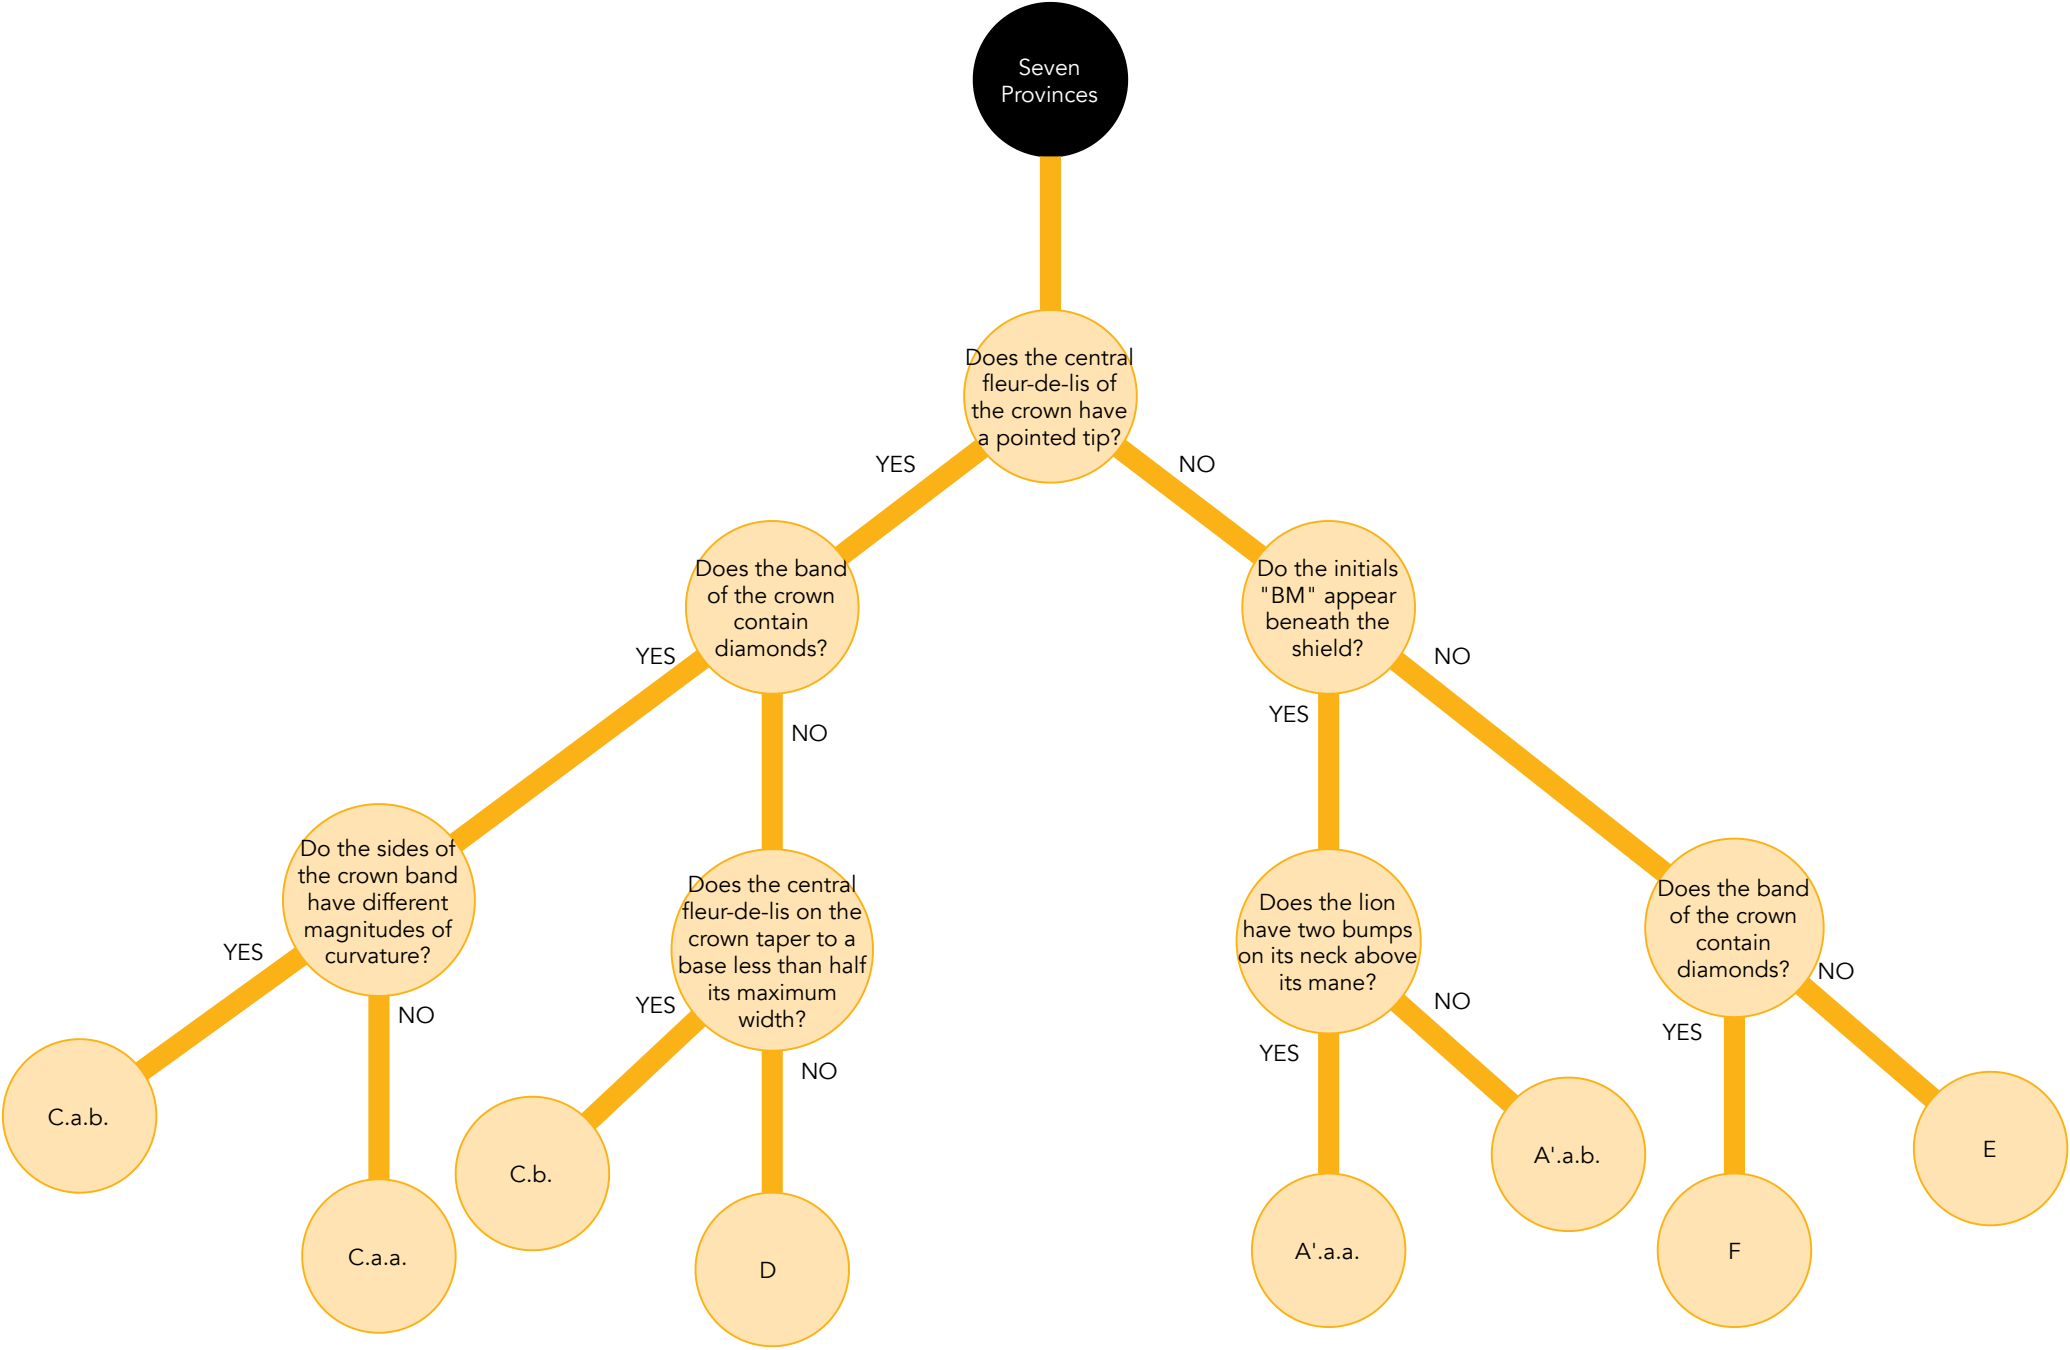 Seven
Provinces
Does the central
fleur-de-lis of
the crown have
a pointed tip?
YES
NO
Does the band
of the crown
contain
diamonds?
Do the initials
"BM" appear
beneath the
shield?
YES
NO
YES
NO
Do the sides of
the crown band
have different
magnitudes of
curvature?
Does the central
fleur-de-lis on the
crown taper to a
base less than half
its maximum
width?
Does the lion
have two bumps
on its neck above
its mane?
Does the band
of the crown
contain
diamonds?
YES
NO
YES
NO
YES
NO
YES
NO
C.a.b.
C.a.a.
C.b.
D
A'.a.a.
A'.a.b.
F
E